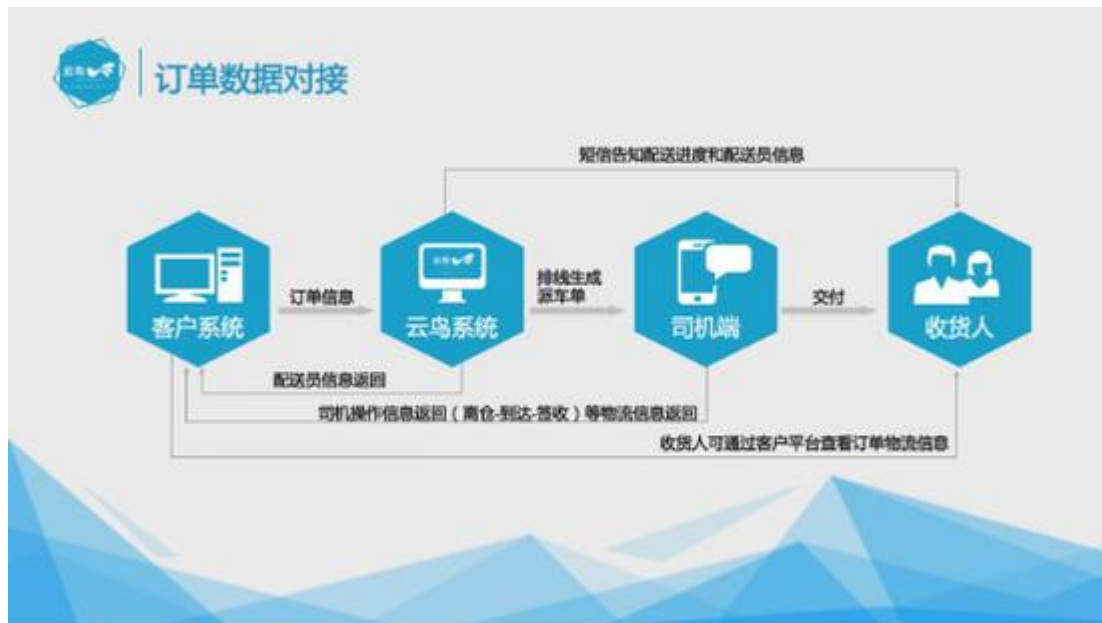 订单数据对接
短信告知配送进度和配送员信息
订单信息
排线生成
派车单
交付
客户系统
云鸟系统
司机端
收货人
配送员信息返回
司机操作信息返回（离仓-到达-签收）等物流信息返回
收货人可通过客户平台查看订单物流信息